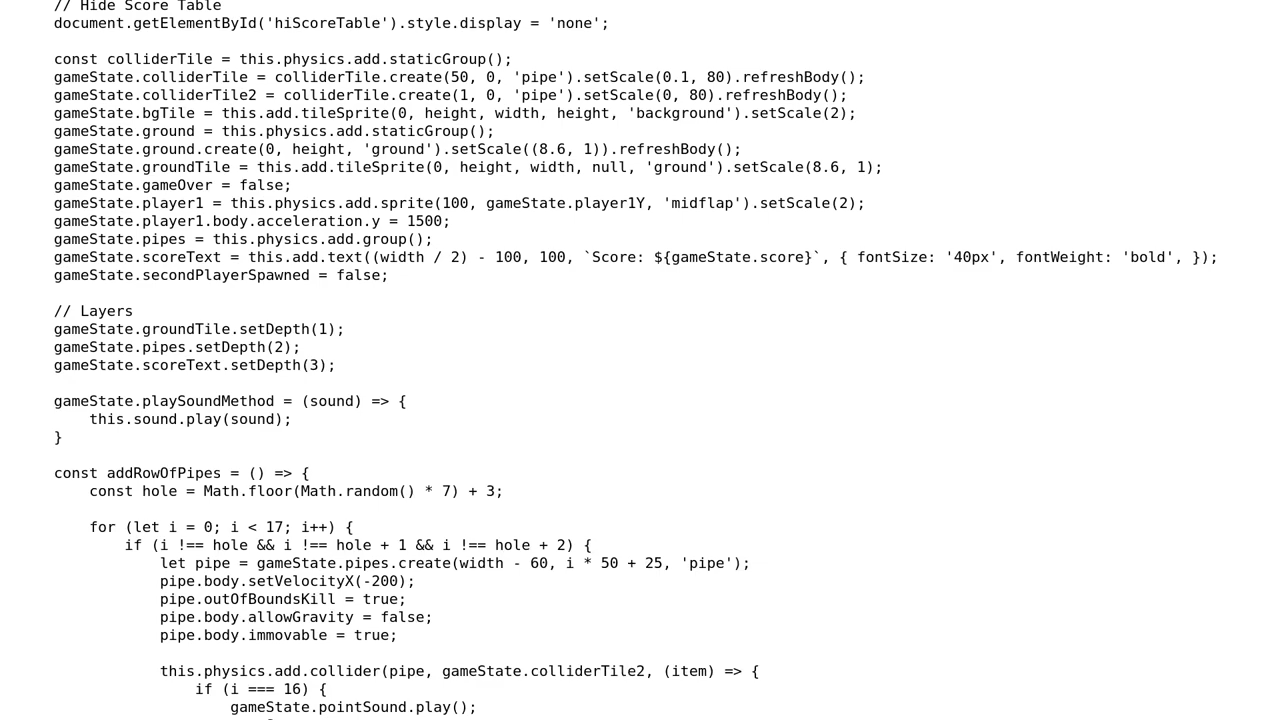 // Hide Score Table
document.getElementById('hiScoreTable').style.display = 'none';
const colliderTile = this.physics.add.staticGroup();
gameState.colliderTile = colliderTile.create(50, 0, 'pipe').setScale(0.1, 80).refreshBody();
gameState.colliderTile2 = colliderTile.create(1, 0, 'pipe').setScale(0, 80).refreshBody();
gameState.bgTile = this.add.tileSprite(0, height, width, height, 'background').setScale(2);
gameState.ground = this.physics.add.staticGroup();
gameState.ground.create(0, height, 'ground').setScale((8.6, 1)).refreshBody();
gameState.groundTile = this.add.tileSprite(0, height, width, null, 'ground').setScale(8.6, 1);
gameState.gameOver = false;
gameState.player1 = this.physics.add.sprite(100, gameState.player1Y, 'midflap').setScale(2);
gameState.player1.body.acceleration.y = 1500;
gameState.pipes = this.physics.add.group();
gameState.scoreText = this.add.text((width / 2) - 100, 100, `Score: ${gameState.score}`, { fontSize: '40px', fontWeight: 'bold', });
gameState.secondPlayerSpawned = false;
// Layers
gameState.groundTile.setDepth(1);
gameState.pipes.setDepth(2);
gameState.scoreText.setDepth(3);
gameState.playSoundMethod = (sound) => {
    this.sound.play(sound);
}
const addRowOfPipes = () => {
    const hole = Math.floor(Math.random() * 7) + 3;
    for (let i = 0; i < 17; i++) {
        if (i !== hole && i !== hole + 1 && i !== hole + 2) {
            let pipe = gameState.pipes.create(width - 60, i * 50 + 25, 'pipe');
            pipe.body.setVelocityX(-200);
            pipe.outOfBoundsKill = true;
            pipe.body.allowGravity = false;
            pipe.body.immovable = true;
            this.physics.add.collider(pipe, gameState.colliderTile2, (item) => {
                if (i === 16) {
                    gameState.pointSound.play();